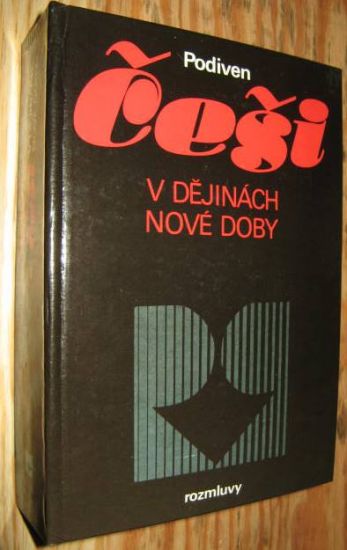 Podiven
češi
V DĚJINÁCH
NOVÉ DOBY
rozmluvy